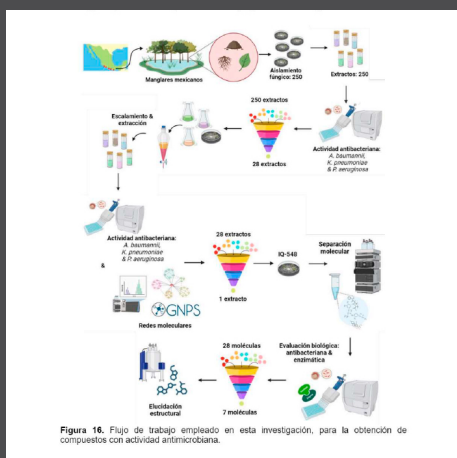 Manglares mexicanos
Aislamiento
fúngico: 250
Extractos: 250
Actividad antibacteriana:
A. baumannii,
K. pneumoniae
& P. aeruginosa
250 extractos
28 extractos
Escalamiento &
extracción
Actividad antibacteriana:
A. baumannii,
K. pneumoniae
& P. aeruginosa
&
GNPS
Redes moleculares
28 extractos
1 extracto
IQ-548
Separación
molecular
Evaluación biológica:
antibacteriana &
enzimática
28 moléculas
7 moléculas
Elucidación
estructural
Figura 16. Flujo de trabajo empleado en esta investigación, para la obtención de
compuestos con actividad antimicrobiana.